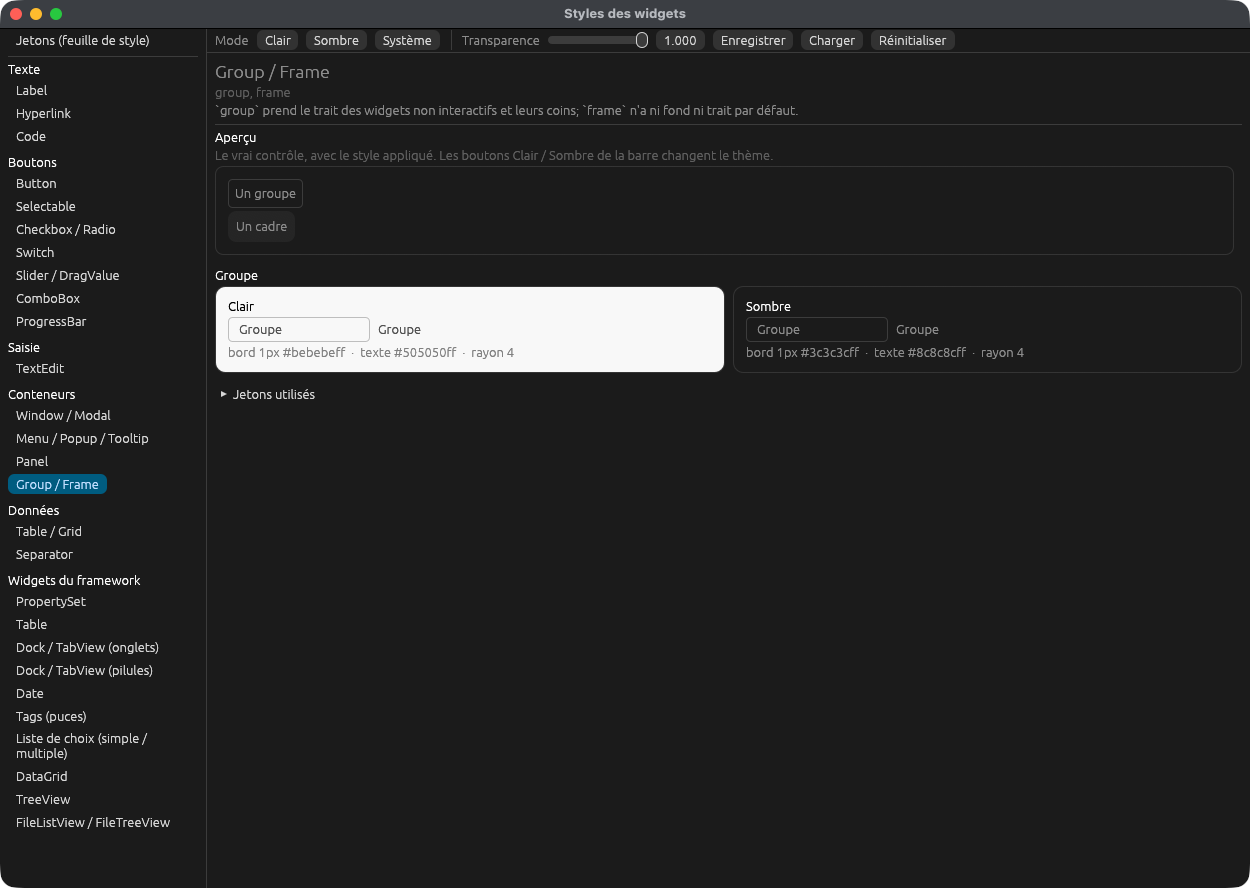 Styles des widgets
Jetons (feuille de style)
Texte
Label
Hyperlink
Code
Boutons
Button
Selectable
Checkbox / Radio
Switch
Slider / DragValue
ComboBox
ProgressBar
Saisie
TextEdit
Conteneurs
Window / Modal
Menu / Popup / Tooltip
Panel
Group / Frame
Données
Table / Grid
Separator
Widgets du framework
PropertySet
Table
Dock / TabView (onglets)
Dock / TabView (pilules)
Date
Tags (puces)
Liste de choix (simple /
multiple)
DataGrid
TreeView
FileListView / FileTreeView
Mode Clair Sombre Système Transparence 1.000 Enregistrer Charger Réinitialiser
Group / Frame
group, frame
`group` prend le trait des widgets non interactifs et leurs coins; `frame` n'a ni fond ni trait par défaut.
Aperçu
Le vrai contrôle, avec le style appliqué. Les boutons Clair / Sombre de la barre changent le thème.
Un groupe
Un cadre
Groupe
Clair
Groupe Groupe
bord 1px #bebebeff · texte #505050ff · rayon 4
Sombre
Groupe Groupe
bord 1px #3c3c3cff · texte #8c8c8cff · rayon 4
Jetons utilisés